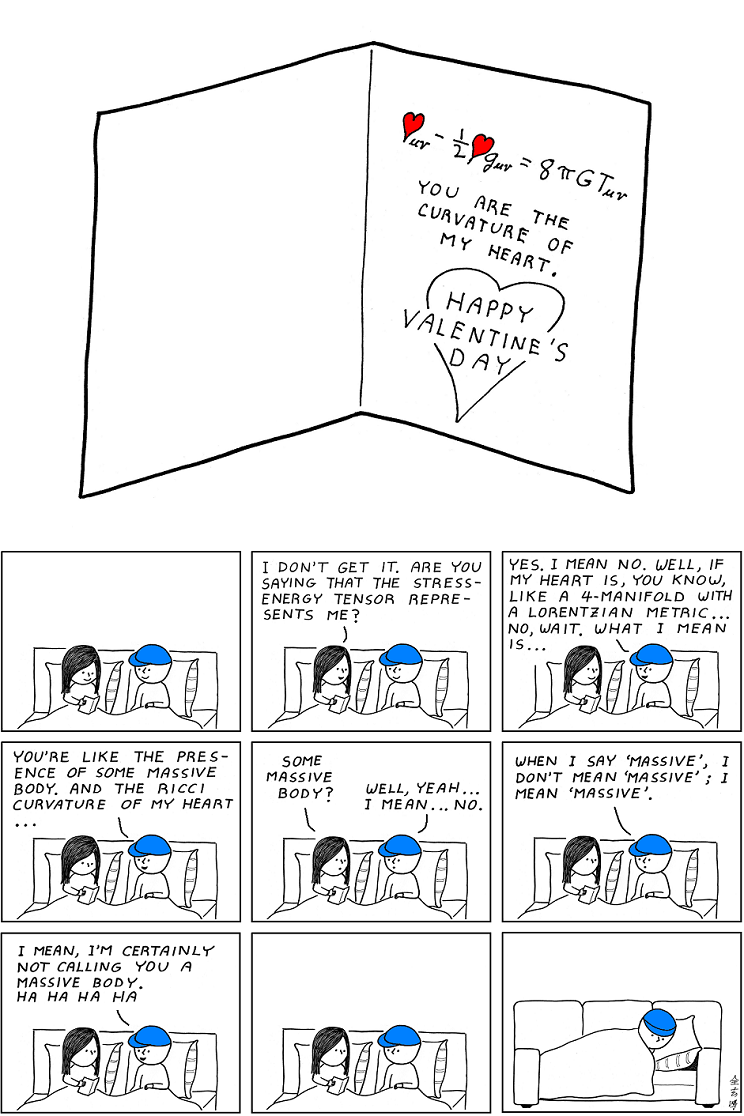 ♥μν - 1/2 ♥ gμν = 8πGTμν
YOU ARE THE
CURVATURE OF
MY HEART.
HAPPY
VALENTINE'S
DAY
I DON'T GET IT. ARE YOU
SAYING THAT THE STRESS-
ENERGY TENSOR REPRE-
SENTS ME?
YES. I MEAN NO. WELL, IF
MY HEART IS, YOU KNOW,
LIKE A 4-MANIFOLD WITH
A LORENTZIAN METRIC...
NO, WAIT. WHAT I MEAN
IS...
YOU'RE LIKE THE PRES-
ENCE OF SOME MASSIVE
BODY. AND THE RICCI
CURVATURE OF MY HEART
...
SOME
MASSIVE
BODY?
WELL, YEAH...
I MEAN... NO.
WHEN I SAY 'MASSIVE', I
DON'T MEAN 'MASSIVE'; I
MEAN 'MASSIVE'.
I MEAN, I'M CERTAINLY
NOT CALLING YOU A
MASSIVE BODY.
HA HA HA HA